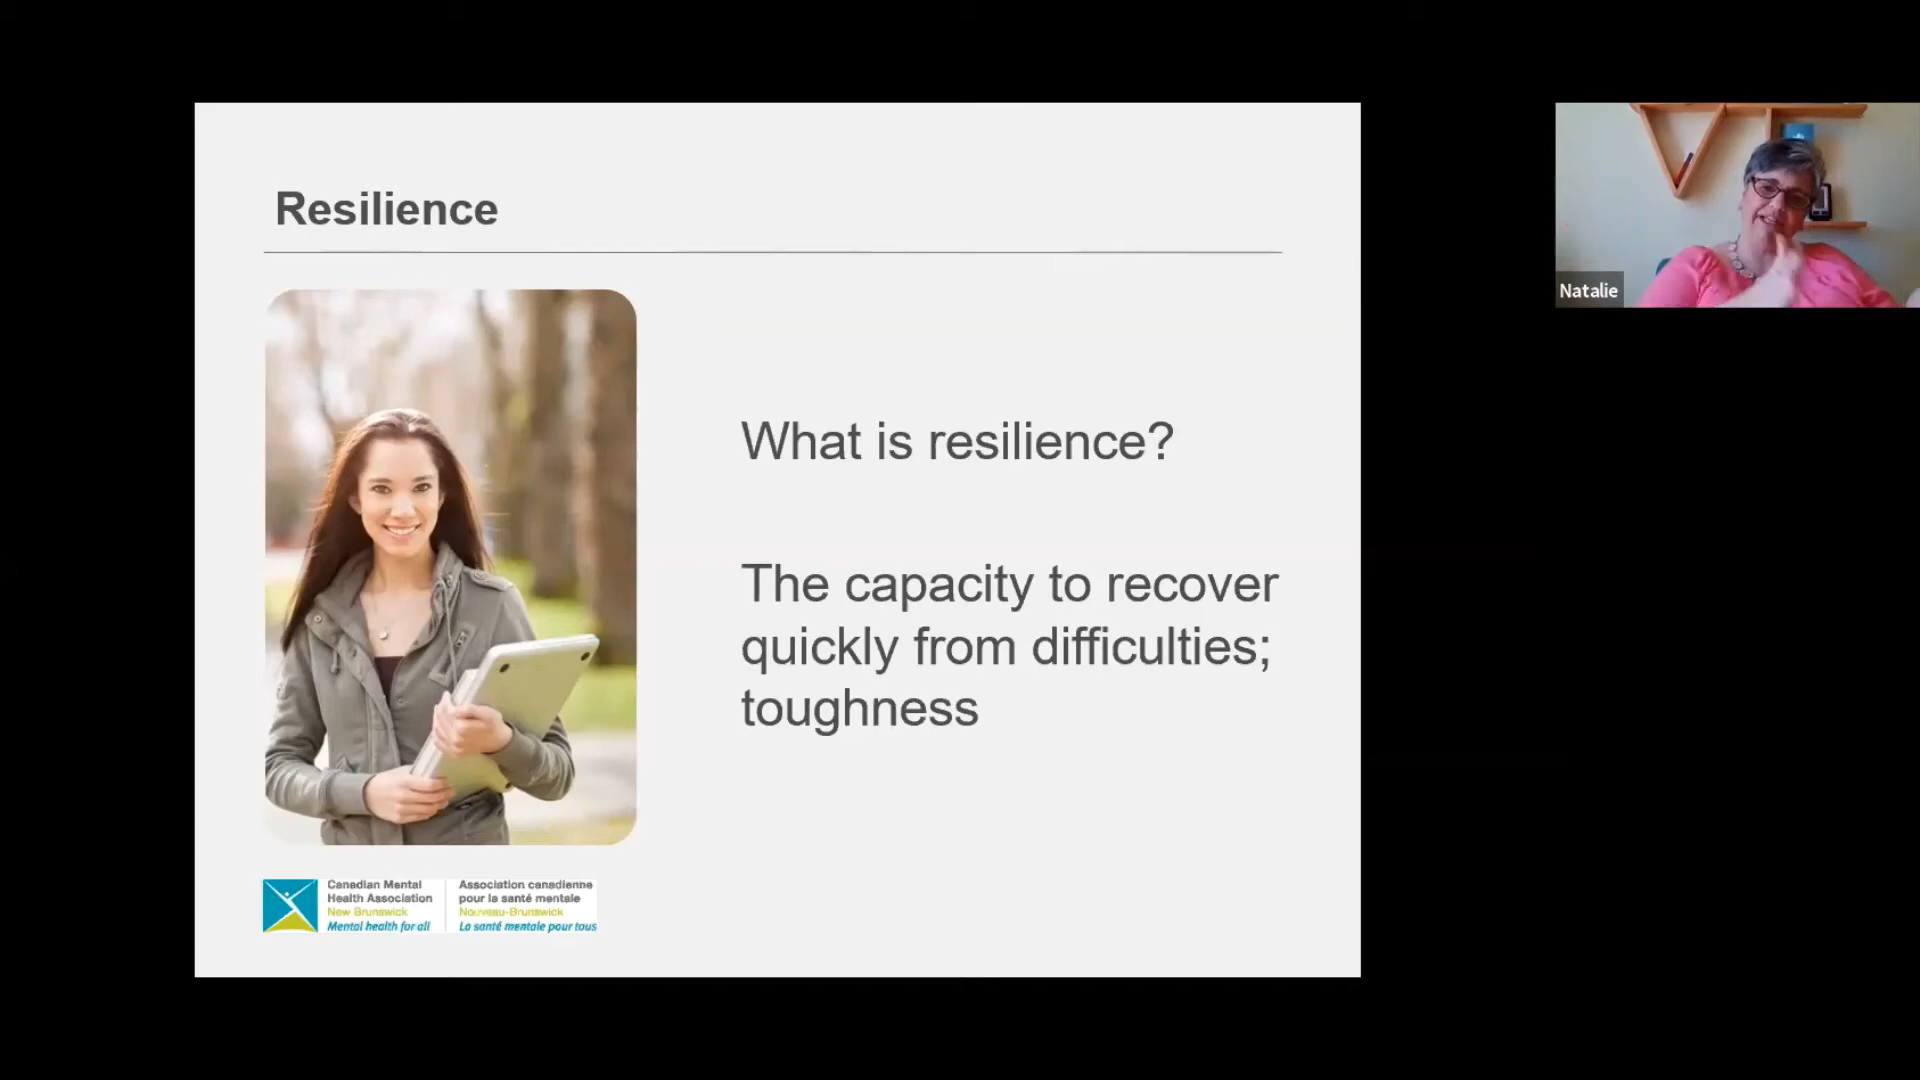 Resilience
What is resilience?
The capacity to recover
quickly from difficulties;
toughness
Canadian Mental
Health Association
New Brunswick
Mental health for all
Association canadienne
pour la santé mentale
Nouveau-Brunswick
La santé mentale pour tous
Natalie